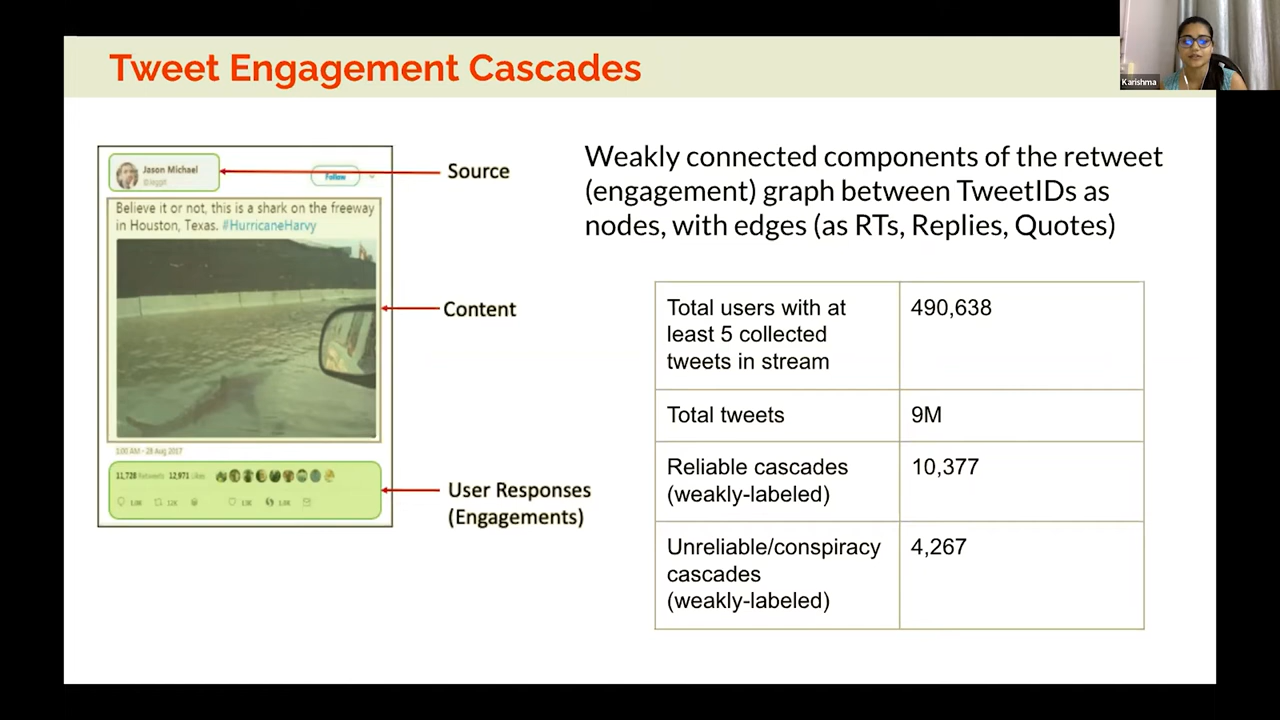 Tweet Engagement Cascades
Karishma
Jason Michael
Follow
Believe it or not, this is a shark on the freeway
in Houston, Texas. #HurricaneHarvy
1:00 AM - 28 Aug 2017
11,728 Retweets 12,971 Likes
Source
Content
User Responses
(Engagements)
Weakly connected components of the retweet
(engagement) graph between TweetIDs as
nodes, with edges (as RTs, Replies, Quotes)
Total users with at
least 5 collected
tweets in stream
490,638
Total tweets
9M
Reliable cascades
(weakly-labeled)
10,377
Unreliable/conspiracy
cascades
(weakly-labeled)
4,267